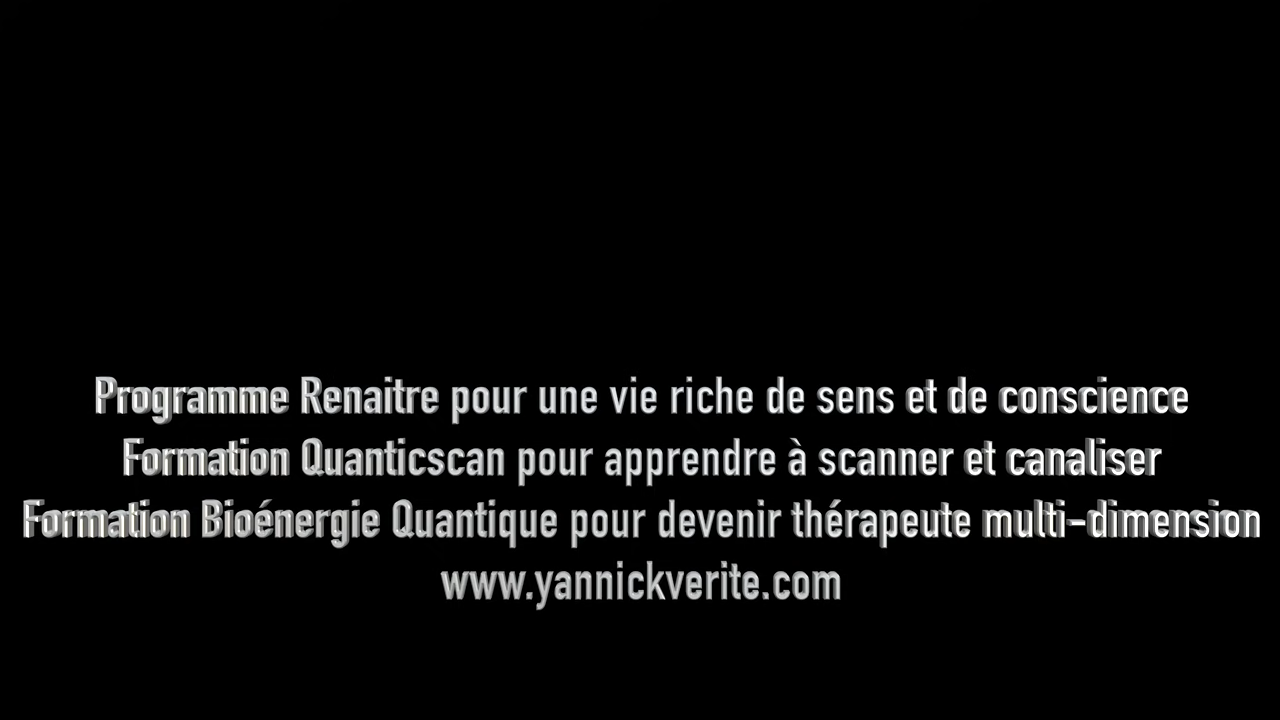 Programme Renaitre pour une vie riche de sens et de conscience
Formation Quanticscan pour apprendre à scanner et canaliser
Formation Bioénergie Quantique pour devenir thérapeute multi-dimension
www.yannickverite.com